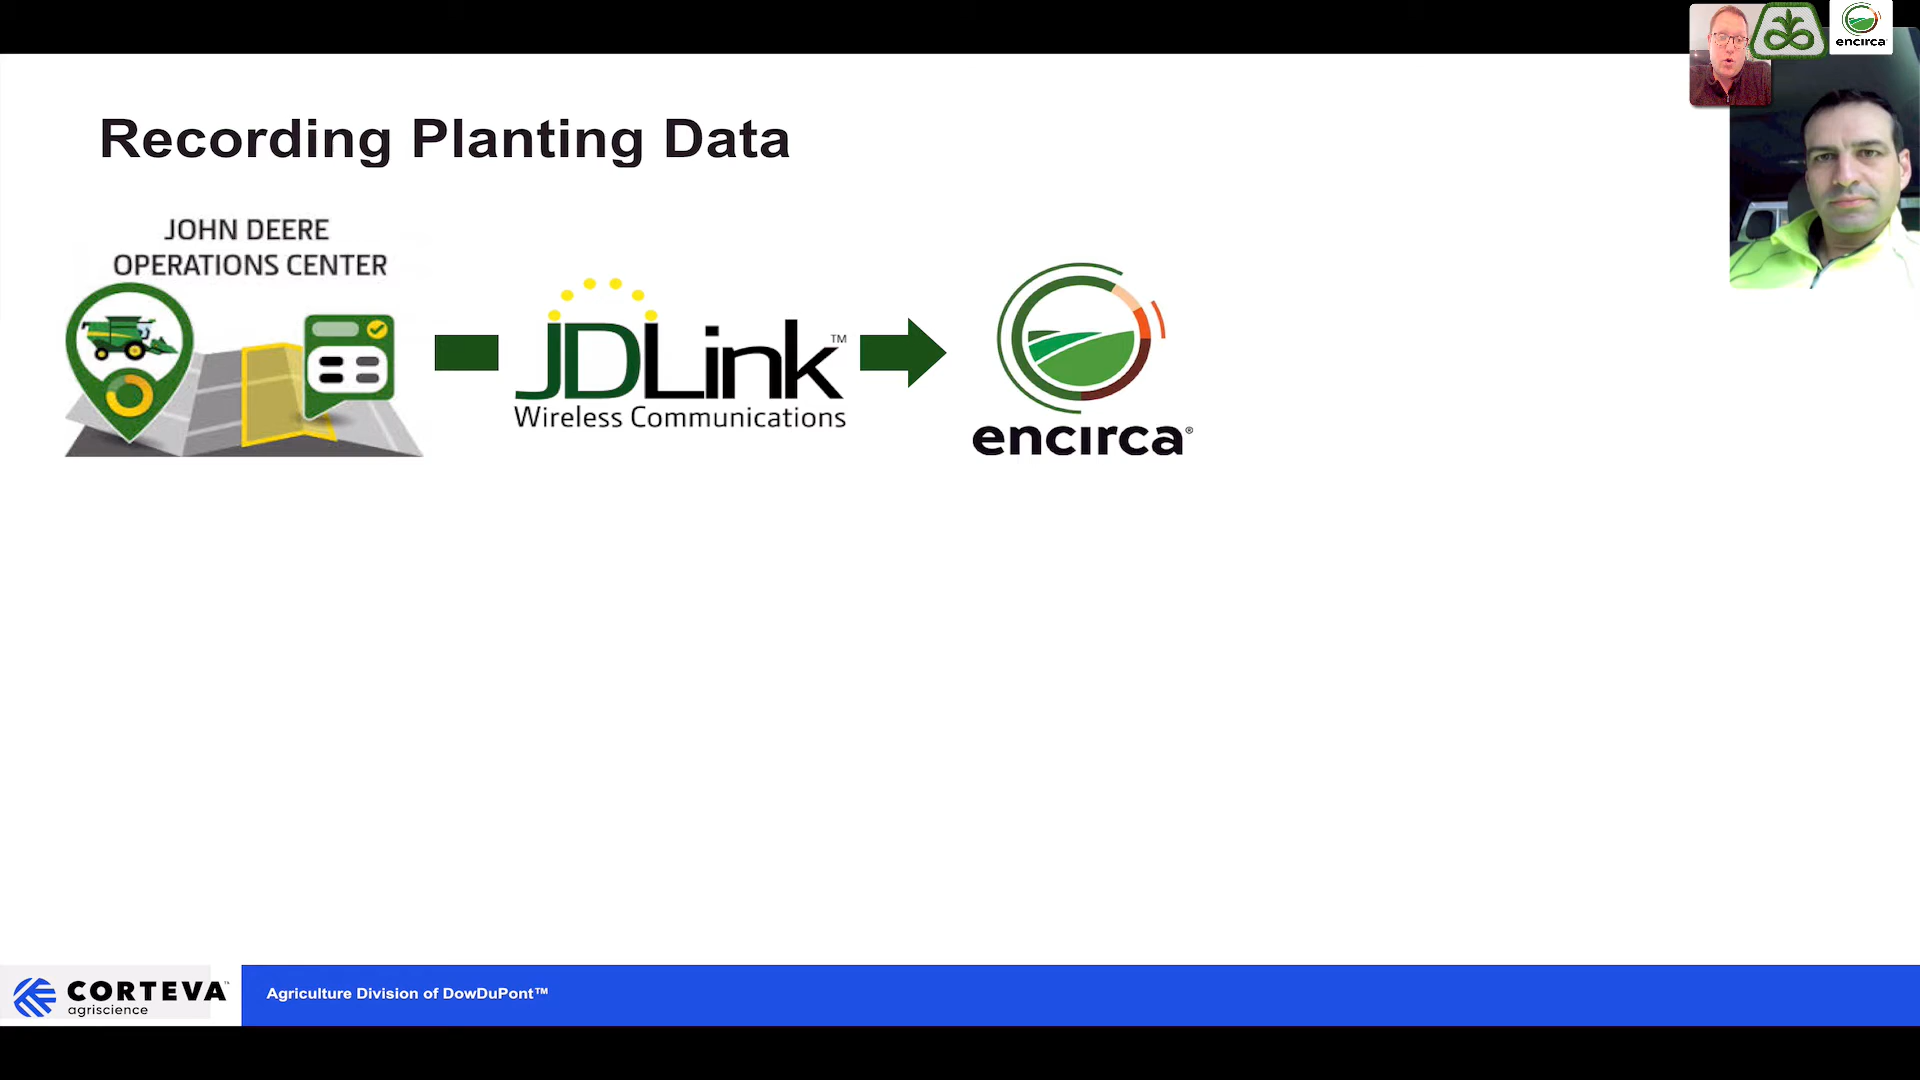 encirca
Recording Planting Data
JOHN DEERE
OPERATIONS CENTER
JDLink™
Wireless Communications
encirca®
CORTEVA™
agriscience
Agriculture Division of DowDuPont™